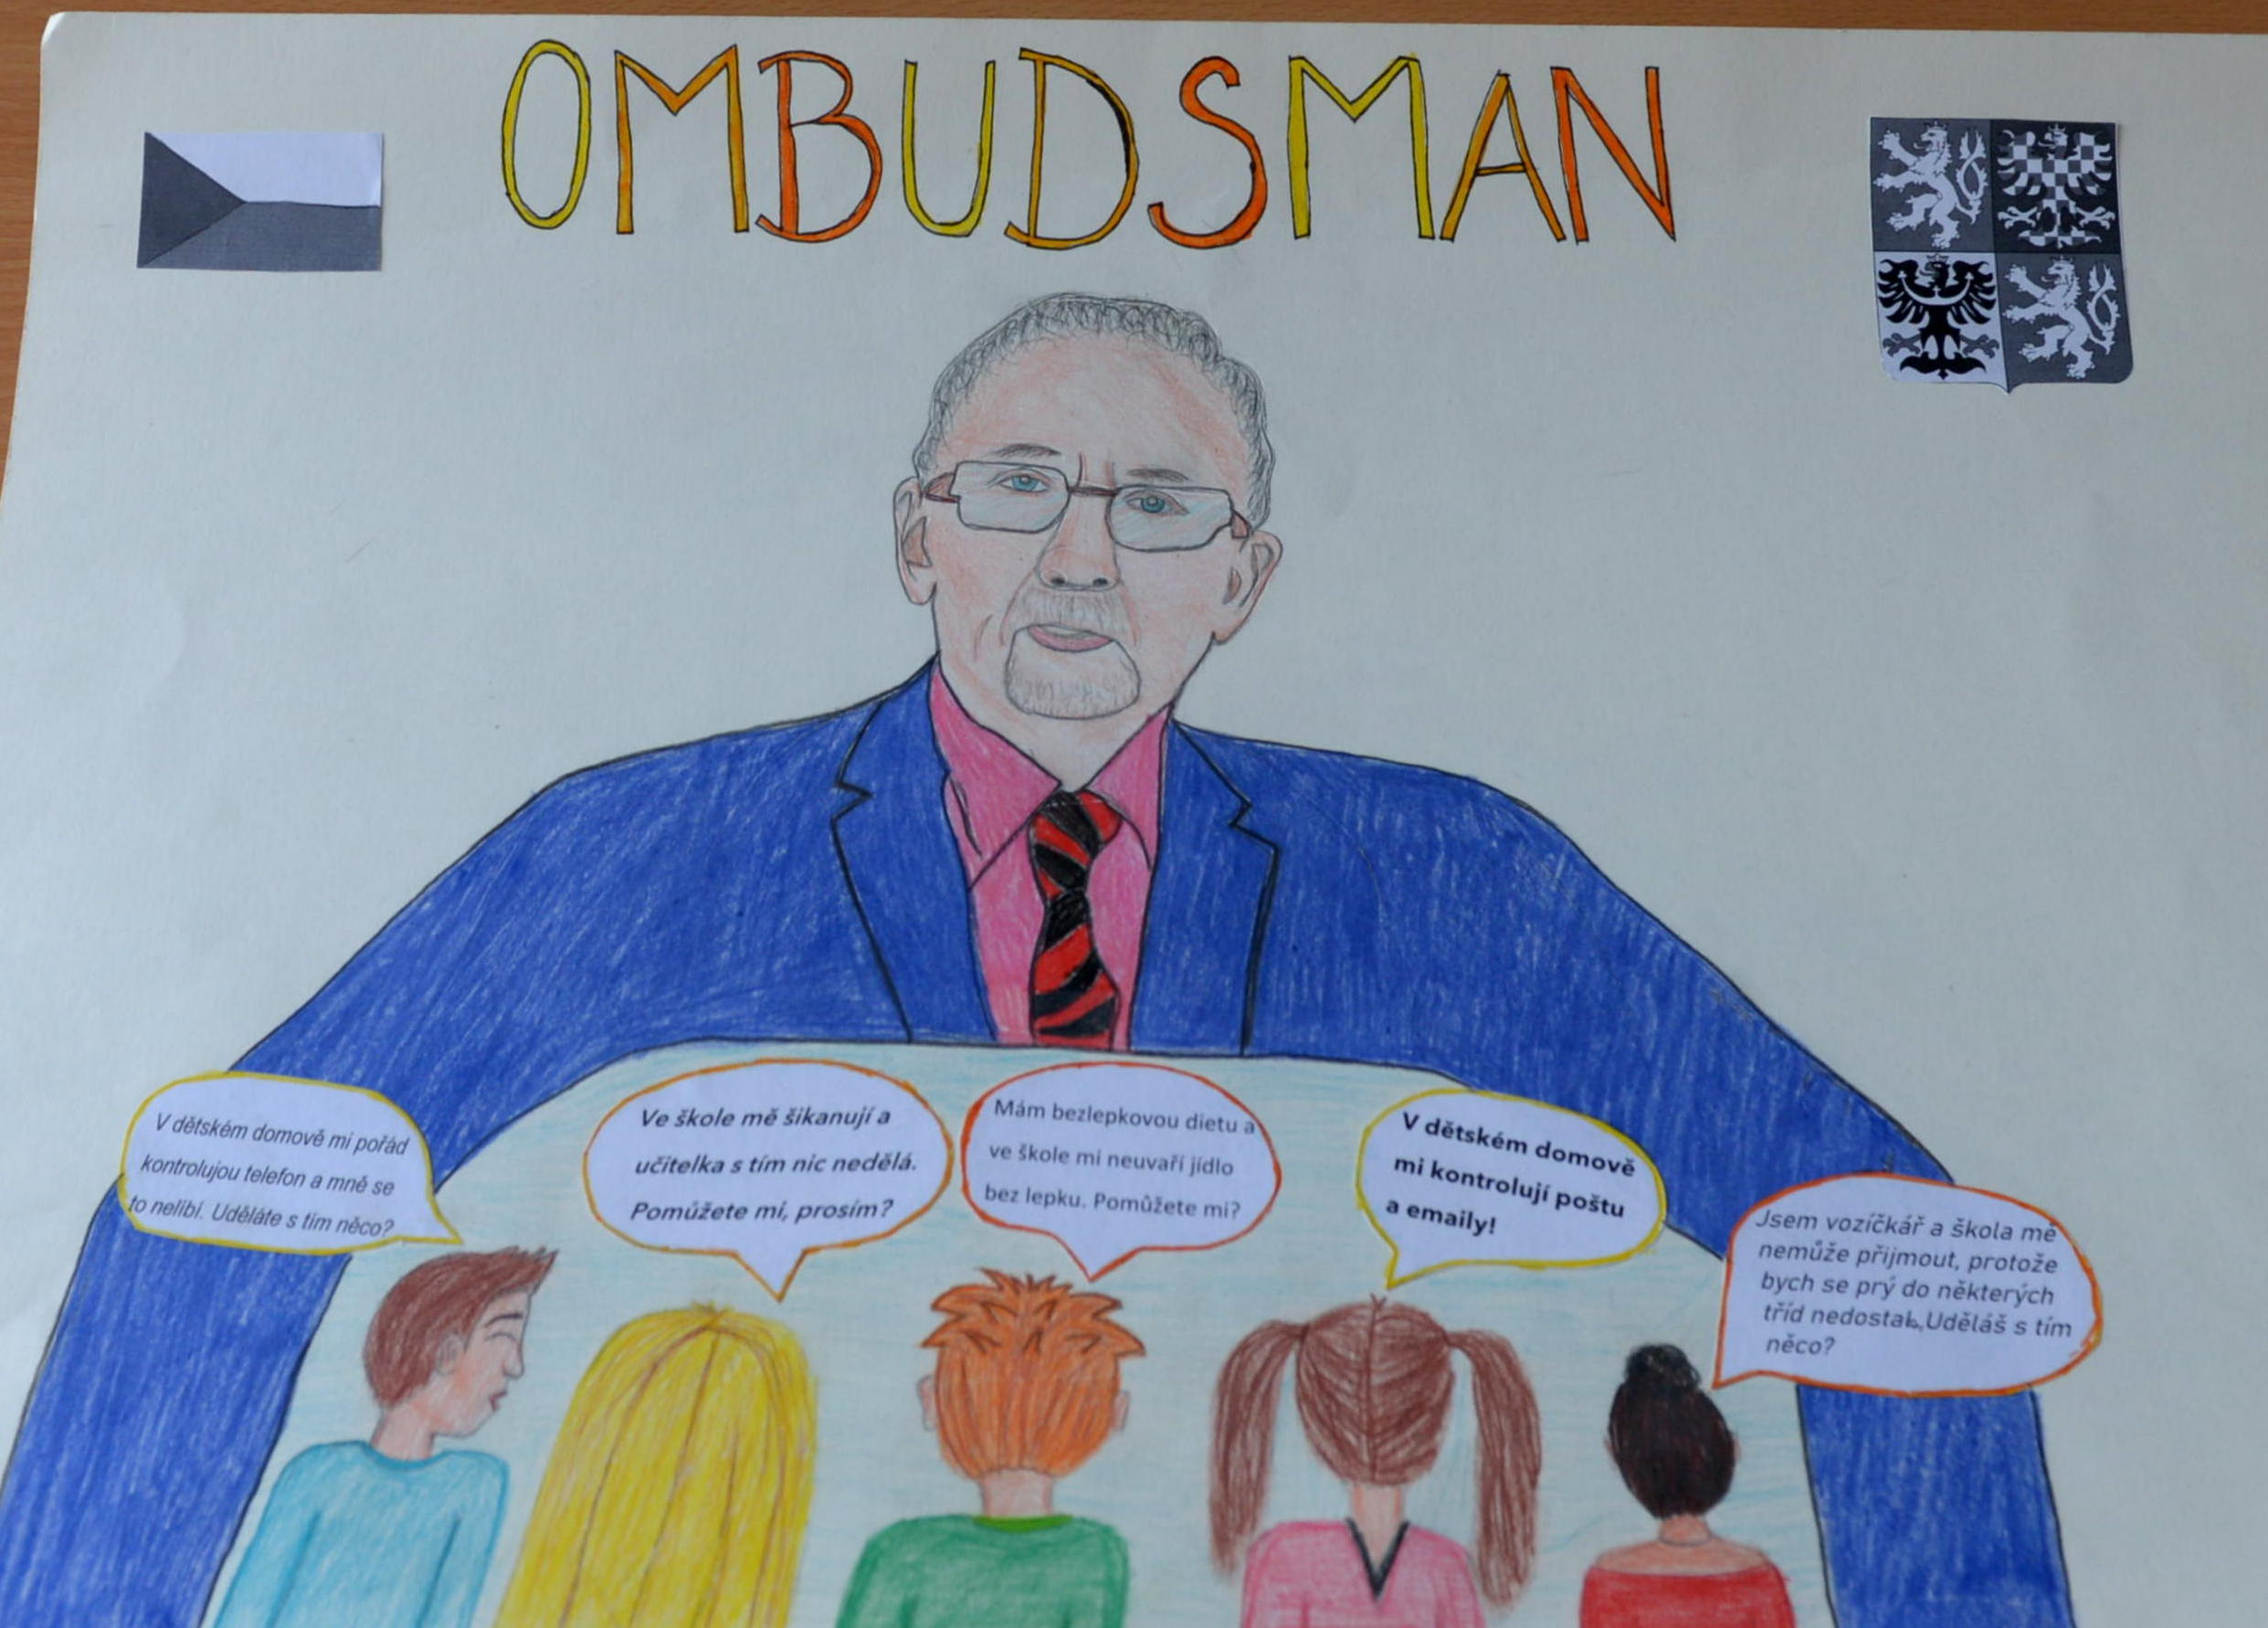 OMBUDSMAN
V dětském domově mi pořád
kontrolujou telefon a mně se
to nelíbí. Uděláte s tím něco?
Ve škole mě šikanují a
učitelka s tím nic nedělá.
Pomůžete mi, prosím?
Mám bezlepkovou dietu a
ve škole mi neuvaří jídlo
bez lepku. Pomůžete mi?
V dětském domově
mi kontrolují poštu
a emaily!
Jsem vozíčkář a škola mě
nemůže přijmout, protože
bych se prý do některých
tříd nedostal. Uděláš s tím
něco?